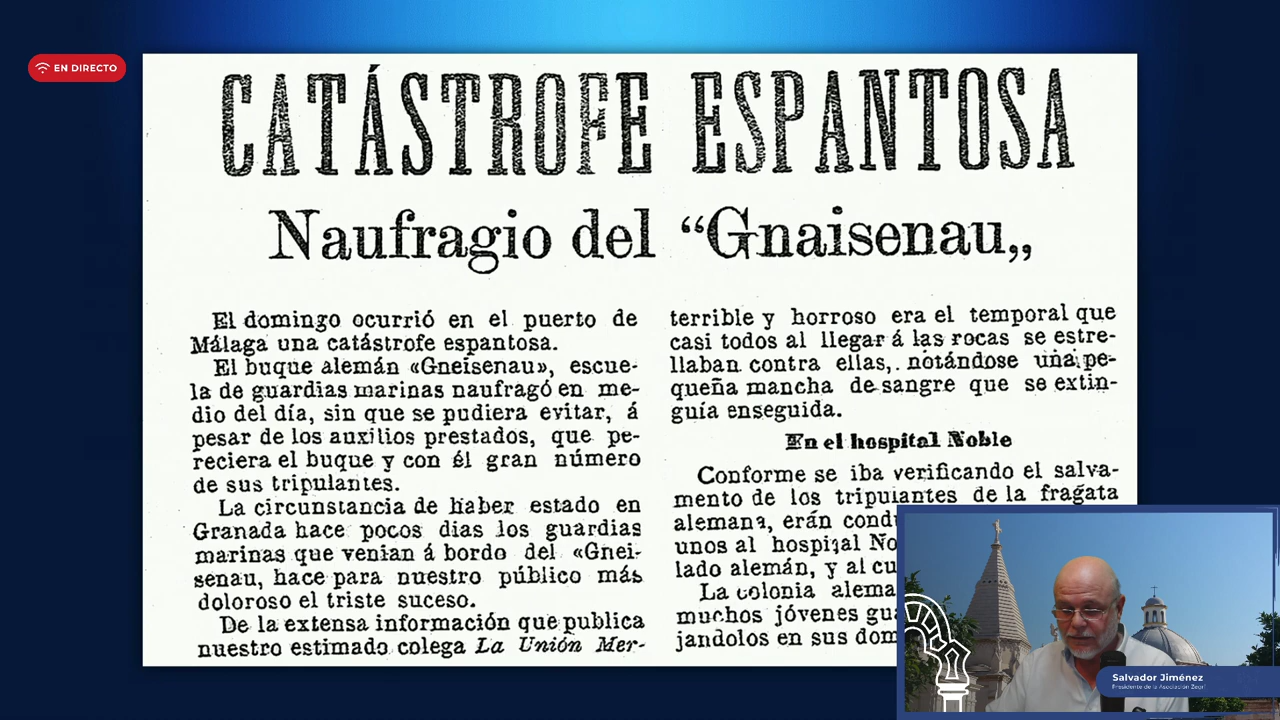 EN DIRECTO
CATÁSTROFE ESPANTOSA
Naufragio del “Gnaisenau„
El domingo ocurrió en el puerto de
Málaga una catástrofe espantosa.
El buque alemán «Gneisenau», escue-
la de guardias marinas naufragó en me-
dio del día, sin que se pudiera evitar, á
pesar de los auxilios prestados, que pe-
reciera el buque y con él gran número
de sus tripulantes.
La circunstancia de haber estado en
Granada hace pocos dias los guardias
marinas que venian á bordo del «Gnei-
senau, hace para nuestro público más
doloroso el triste suceso.
De la extensa información que publica
nuestro estimado colega La Unión Mer-
terrible y horroso era el temporal que
casi todos al llegar á las rocas se estre-
llaban contra ellas, notándose una pe-
queña mancha de sangre que se extin-
guía enseguida.
En el hospital Noble
Conforme se iba verificando el salva-
mento de los tripulantes de la fragata
alemana, erán cond
unos al hospital No
lado alemán, y al cu
La colonia alema
muchos jóvenes gua
jandolos en sus dom
Salvador Jiménez
Presidente de la Asociación Zegrí